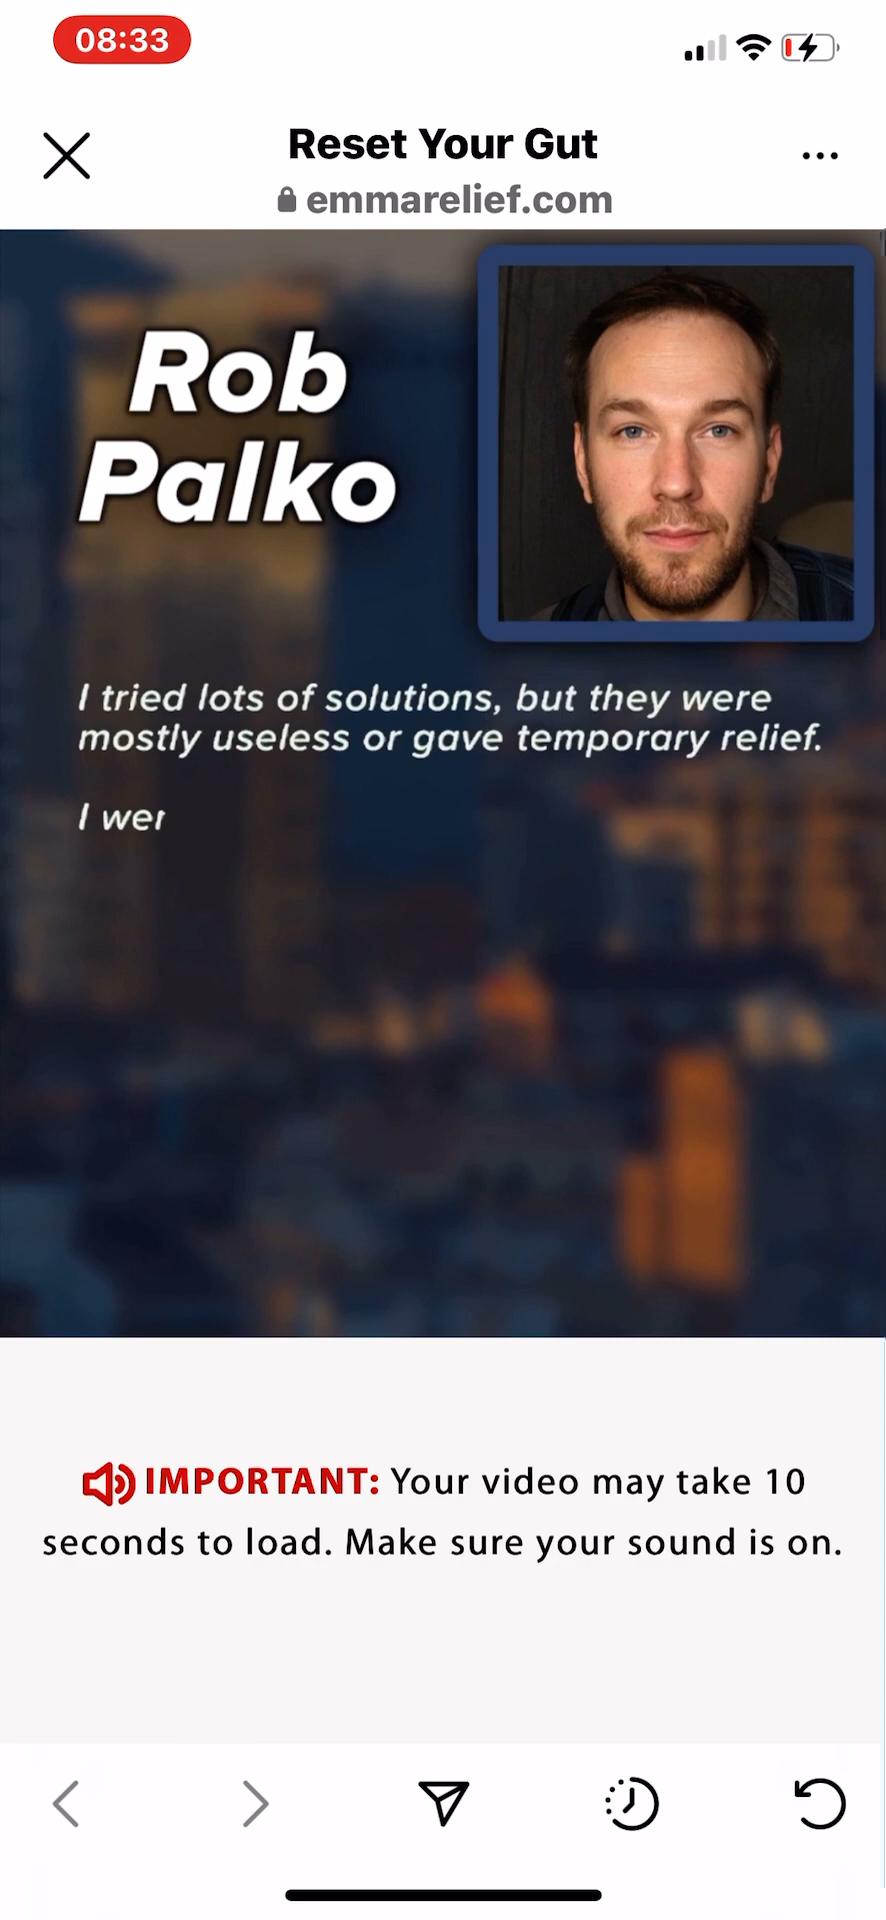 08:33
Reset Your Gut
emmarelief.com
Rob
Palko
I tried lots of solutions, but they were
mostly useless or gave temporary relief.
I wer
IMPORTANT: Your video may take 10
seconds to load. Make sure your sound is on.